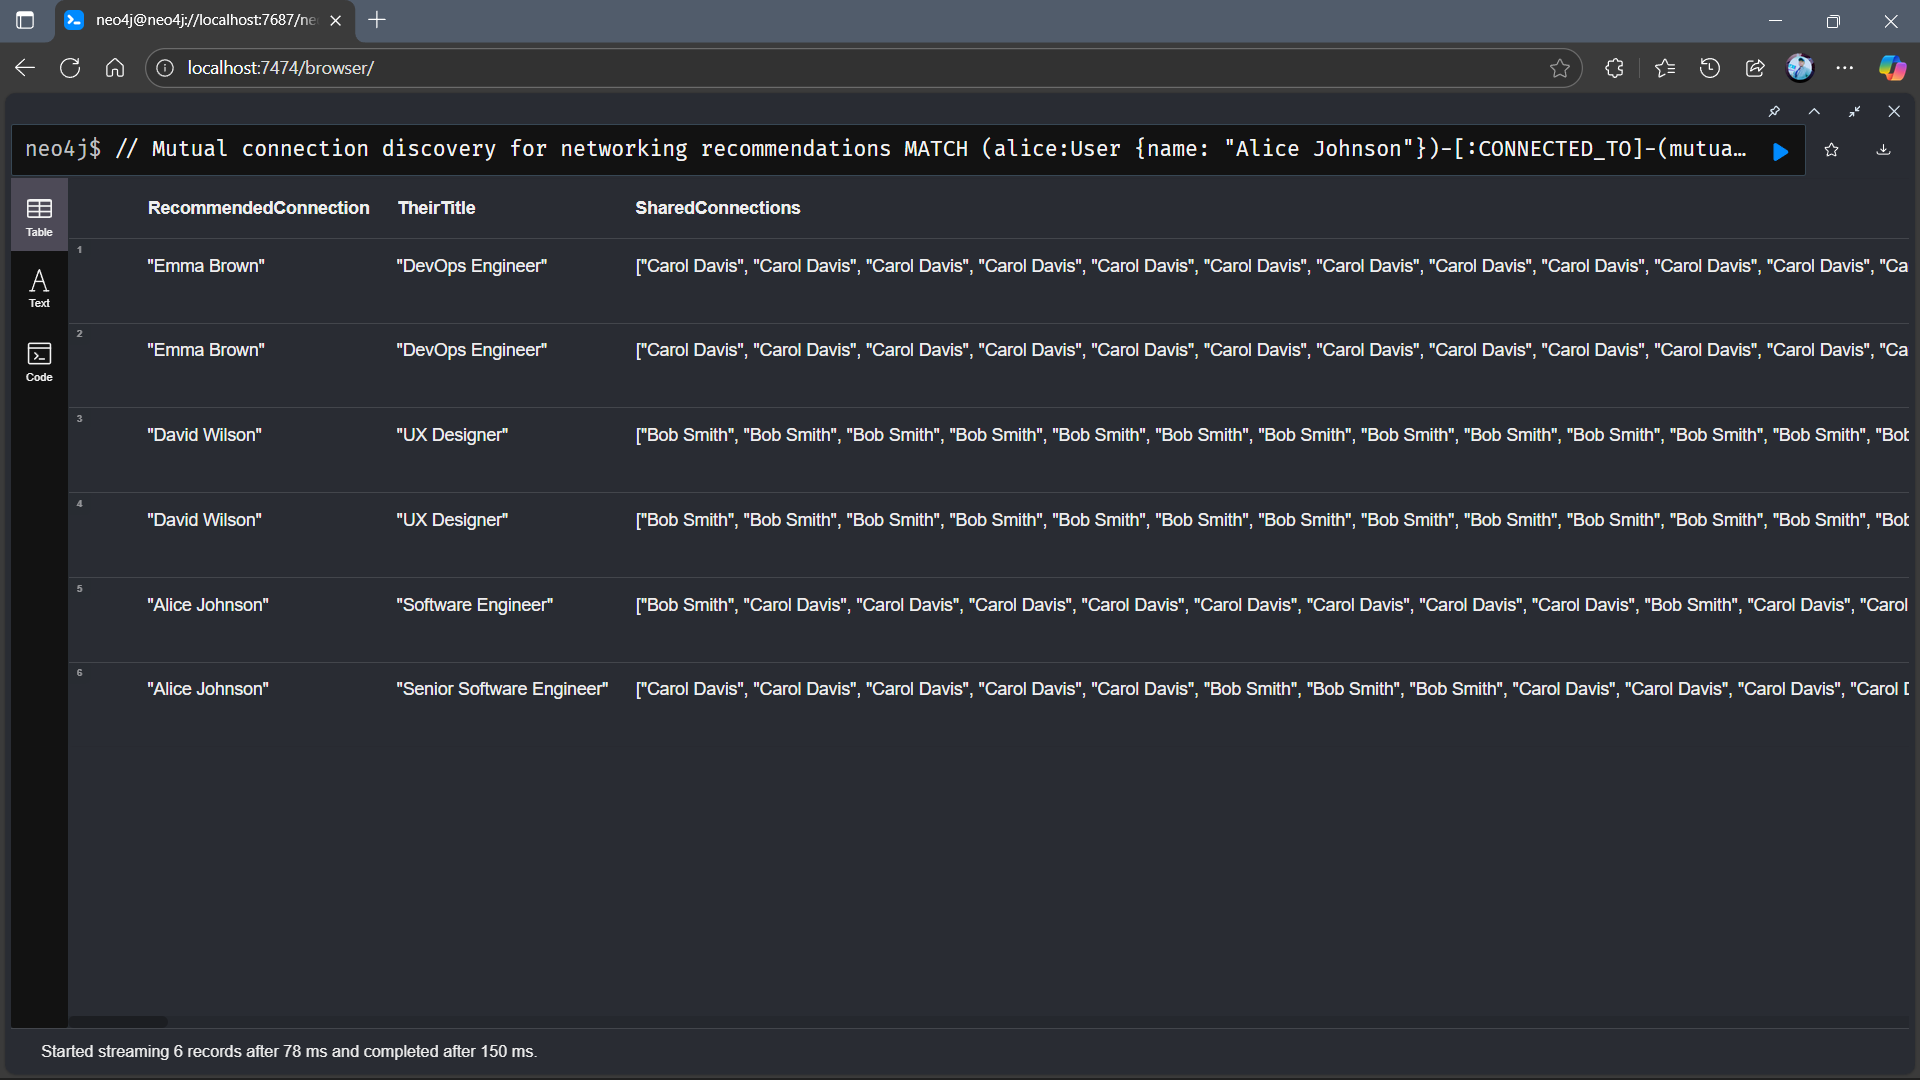 neo4j@neo4j://localhost:7687/ne
localhost:7474/browser/
neo4j$ // Mutual connection discovery for networking recommendations MATCH (alice:User {name: "Alice Johnson"})-[:CONNECTED_TO]-(mutua…
Table
Text
Code
RecommendedConnection TheirTitle SharedConnections
1
"Emma Brown" "DevOps Engineer" ["Carol Davis", "Carol Davis", "Carol Davis", "Carol Davis", "Carol Davis", "Carol Davis", "Carol Davis", "Carol Davis", "Carol Davis", "Carol Davis", "Carol Davis", "Ca
2
"Emma Brown" "DevOps Engineer" ["Carol Davis", "Carol Davis", "Carol Davis", "Carol Davis", "Carol Davis", "Carol Davis", "Carol Davis", "Carol Davis", "Carol Davis", "Carol Davis", "Carol Davis", "Ca
3
"David Wilson" "UX Designer" ["Bob Smith", "Bob Smith", "Bob Smith", "Bob Smith", "Bob Smith", "Bob Smith", "Bob Smith", "Bob Smith", "Bob Smith", "Bob Smith", "Bob Smith", "Bob Smith", "Bob
4
"David Wilson" "UX Designer" ["Bob Smith", "Bob Smith", "Bob Smith", "Bob Smith", "Bob Smith", "Bob Smith", "Bob Smith", "Bob Smith", "Bob Smith", "Bob Smith", "Bob Smith", "Bob Smith", "Bob
5
"Alice Johnson" "Software Engineer" ["Bob Smith", "Carol Davis", "Carol Davis", "Carol Davis", "Carol Davis", "Carol Davis", "Carol Davis", "Carol Davis", "Carol Davis", "Bob Smith", "Carol Davis", "Carol
6
"Alice Johnson" "Senior Software Engineer" ["Carol Davis", "Carol Davis", "Carol Davis", "Carol Davis", "Carol Davis", "Bob Smith", "Bob Smith", "Bob Smith", "Carol Davis", "Carol Davis", "Carol Davis", "Carol D
Started streaming 6 records after 78 ms and completed after 150 ms.